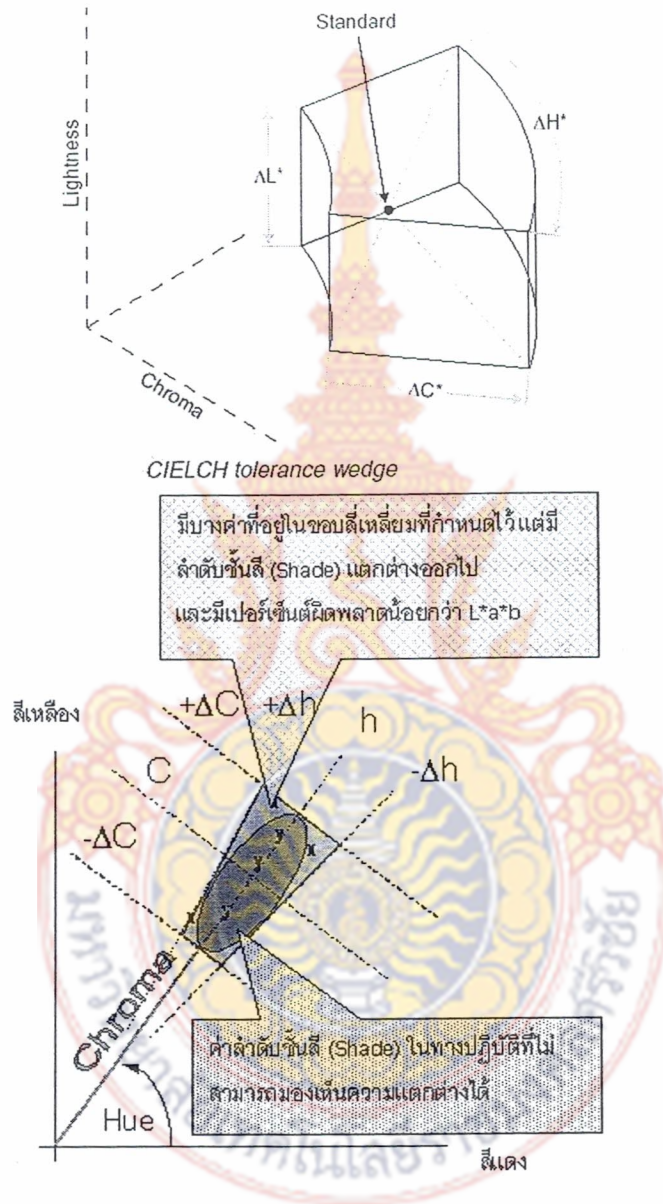 Standard
ΔH*
ΔL*
Lightness
Chroma
ΔC*
CIELCH tolerance wedge
มีบางค่าที่อยู่ในขอบสี่เหลี่ยมที่กำหนดไว้แต่มี
ลำดับชั้นสี (Shade) แตกต่างออกไป
และมีเปอร์เซ็นต์ผิดพลาดน้อยกว่า L*a*b
สีเหลือง
+ΔC
+Δh
h
C
-Δh
-ΔC
Chroma
ค่าลำดับชั้นสี (Shade) ในทางปฏิบัติที่ไม่
สามารถมองเห็นความแตกต่างได้
Hue
สีแดง